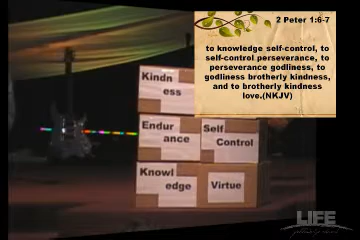 2 Peter 1:6-7
to knowledge self-control, to
self-control perseverance, to
perseverance godliness, to
godliness brotherly kindness,
and to brotherly kindness
love.(NKJV)
Kindn
ess
Endur
ance
Self
Control
Knowl
edge
Virtue
LIFE